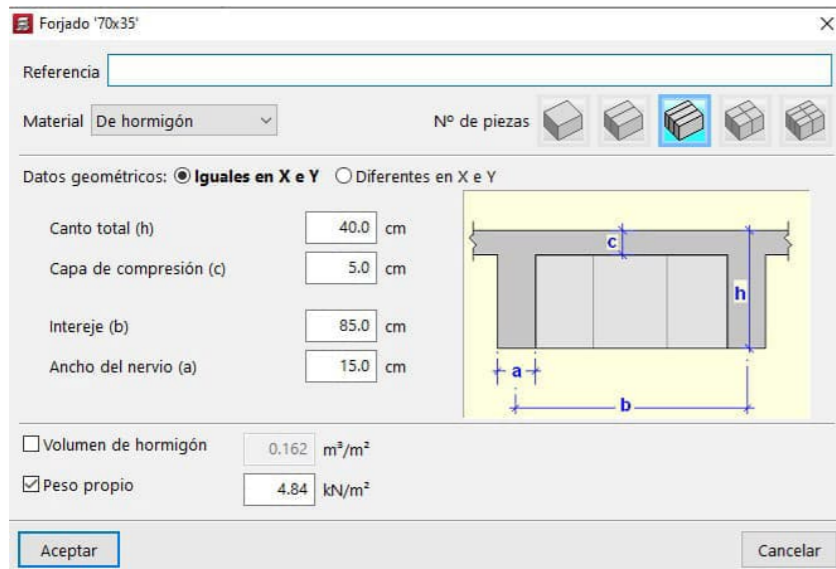 Forjado '70x35'
Referencia
Material De hormigón Nº de piezas
Datos geométricos: Iguales en X e Y Diferentes en X e Y
Canto total (h) 40.0 cm
Capa de compresión (c) 5.0 cm
Intereje (b) 85.0 cm
Ancho del nervio (a) 15.0 cm
c
h
a
b
Volumen de hormigón 0.162 m³/m²
Peso propio 4.84 kN/m²
Aceptar Cancelar